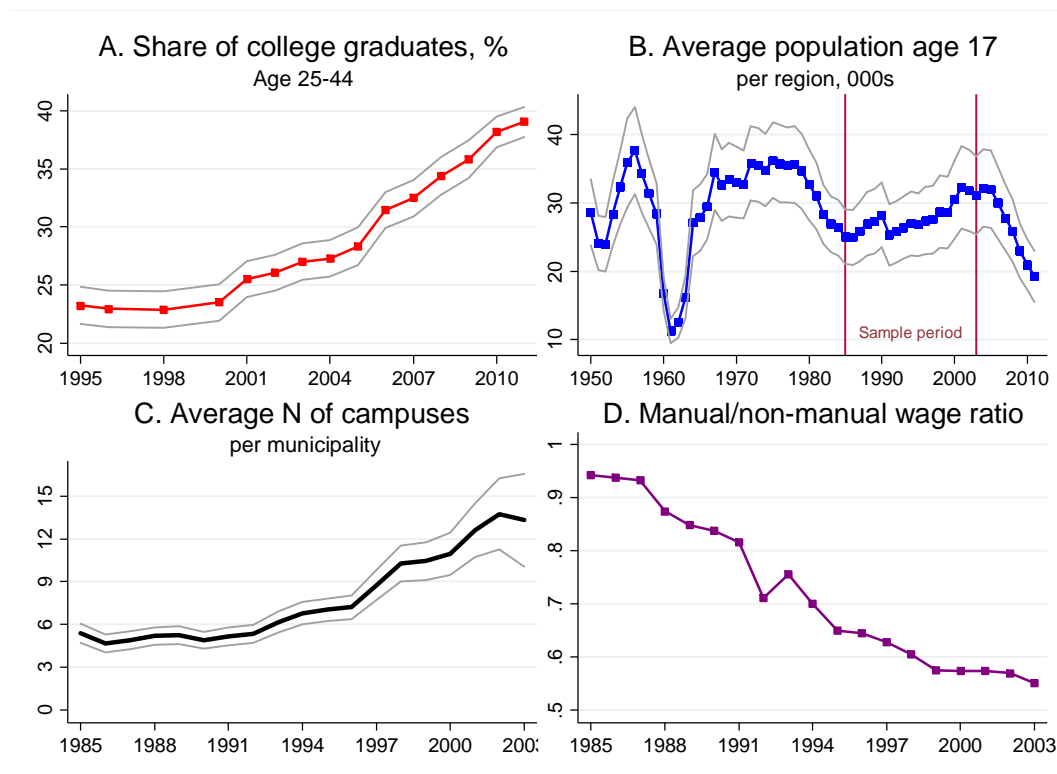 A. Share of college graduates, %
Age 25-44
40
35
30
25
20
1995 1998 2001 2004 2007 2010
B. Average population age 17
per region, 000s
40
30
20
10
Sample period
1950 1960 1970 1980 1990 2000 2010
C. Average N of campuses
per municipality
15
12
9
6
3
0
1985 1988 1991 1994 1997 2000 2003
D. Manual/non-manual wage ratio
1
.9
.8
.7
.6
.5
1985 1988 1991 1994 1997 2000 2003